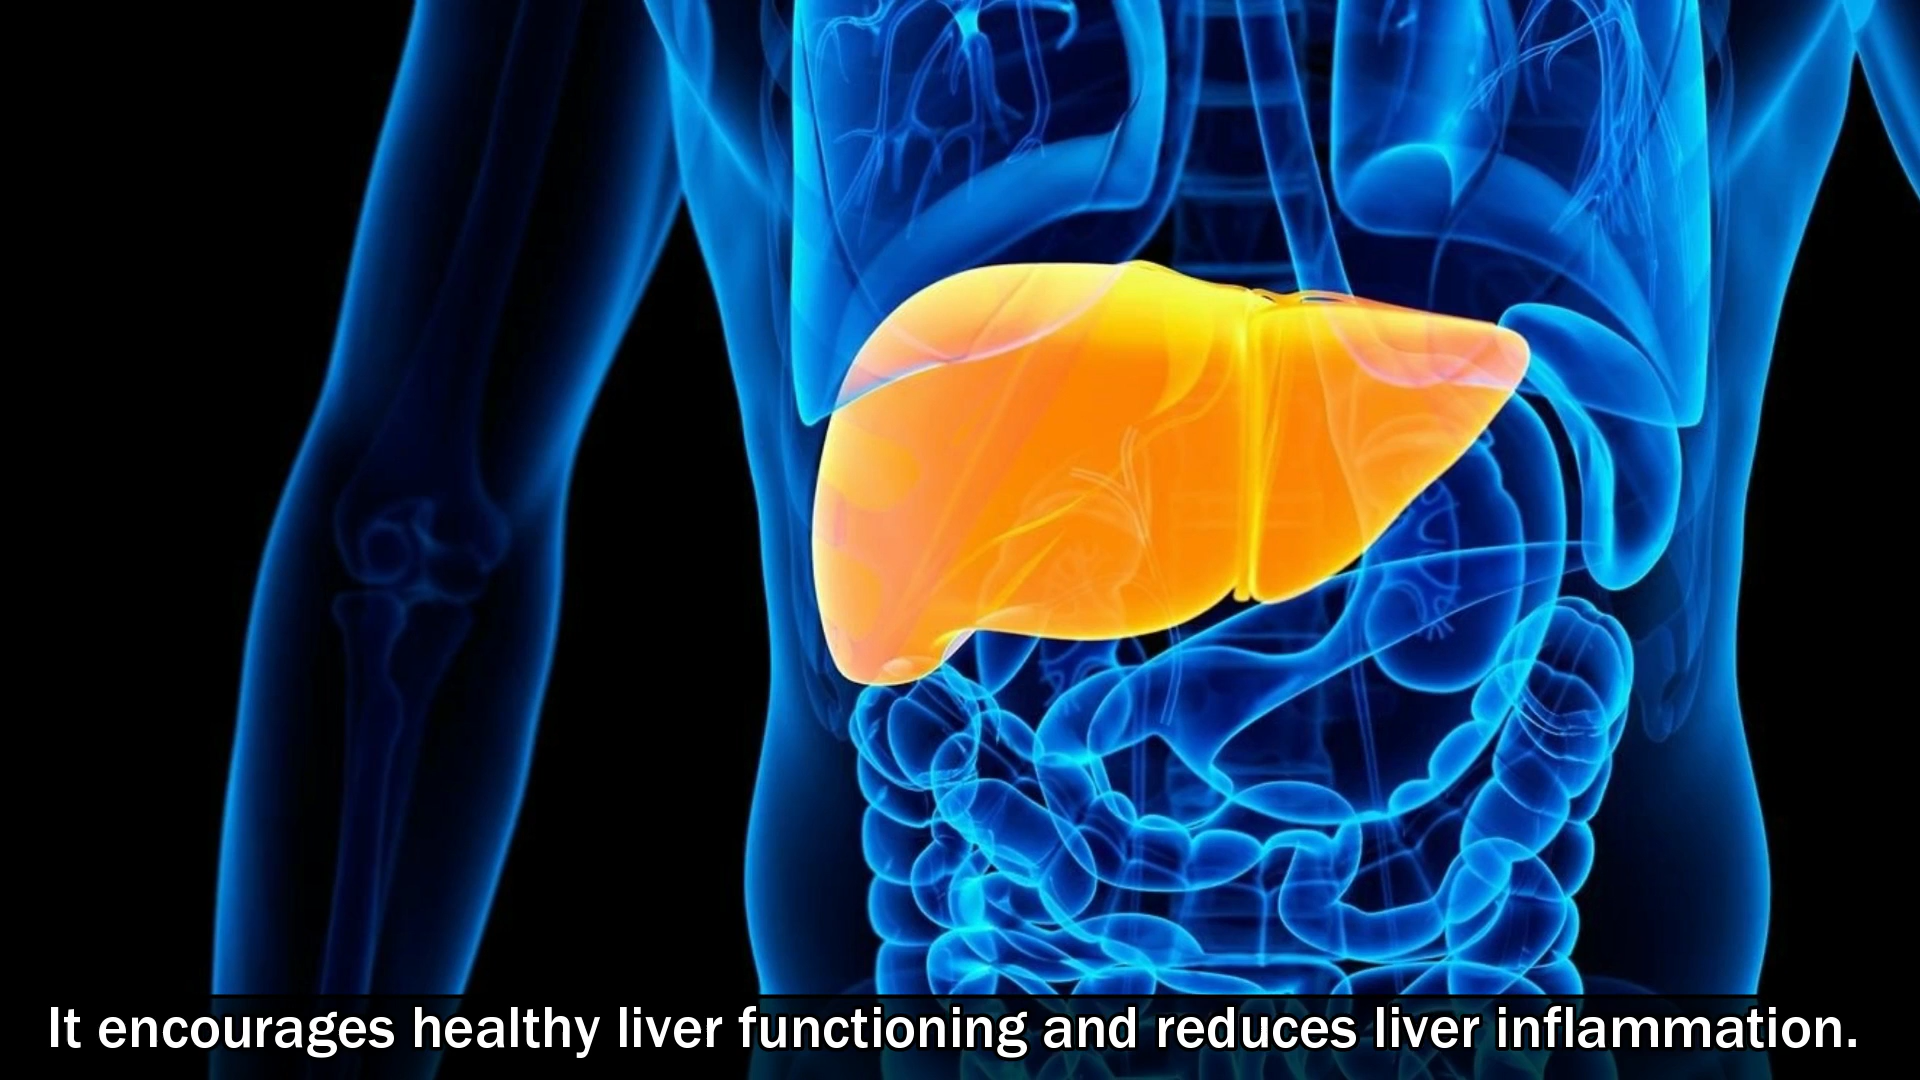 It encourages healthy liver functioning and reduces liver inflammation.